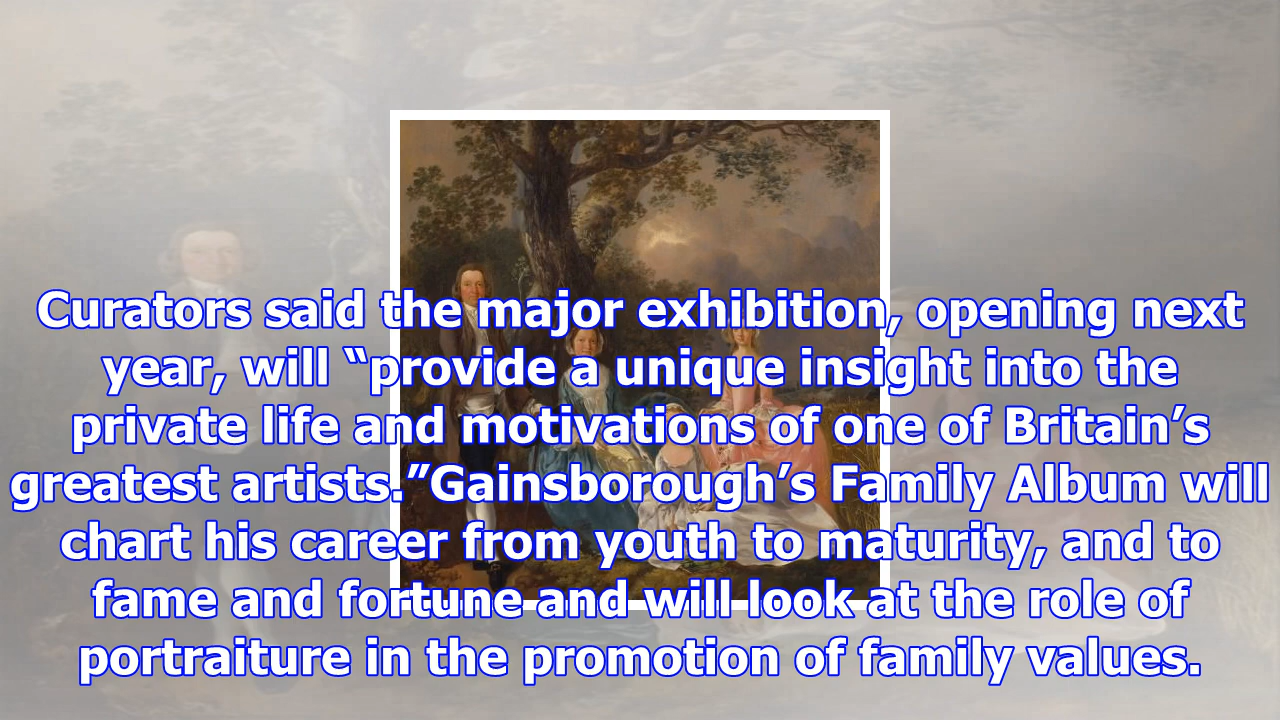 Curators said the major exhibition, opening next
year, will “provide a unique insight into the
private life and motivations of one of Britain’s
greatest artists.”Gainsborough’s Family Album will
chart his career from youth to maturity, and to
fame and fortune and will look at the role of
portraiture in the promotion of family values.